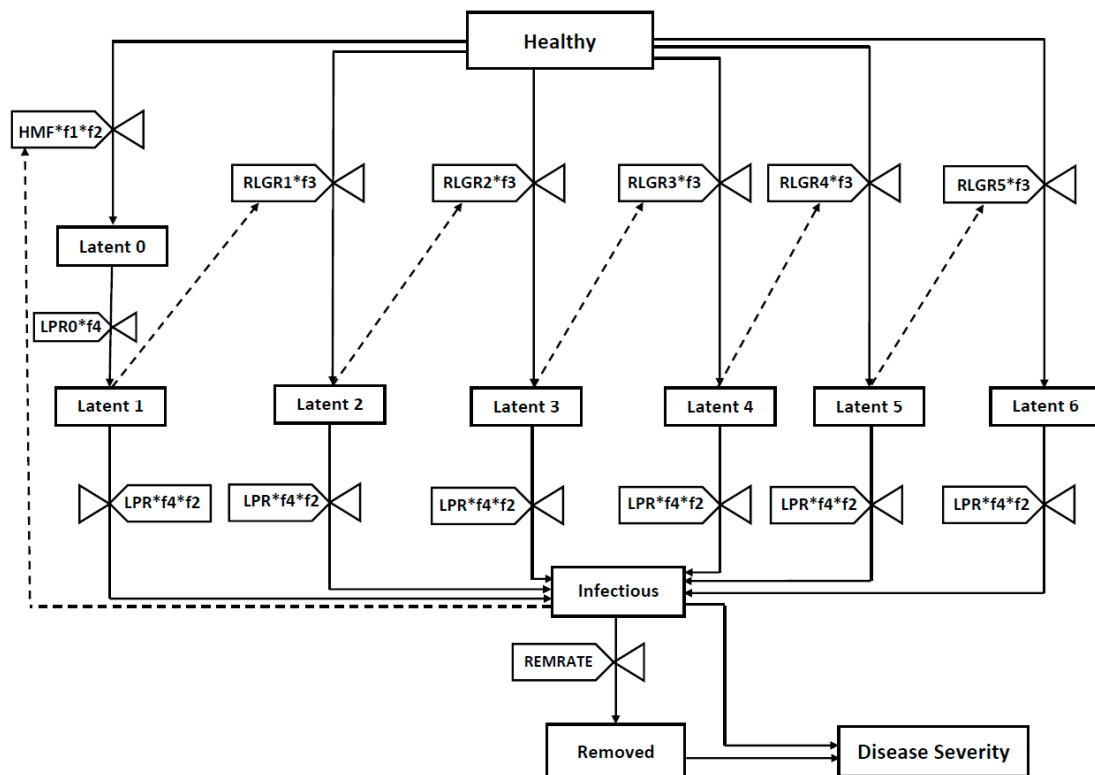 Healthy
HMF*f1*f2
RLGR1*f3
RLGR2*f3
RLGR3*f3
RLGR4*f3
RLGR5*f3
Latent 0
LPR0*f4
Latent 1
Latent 2
Latent 3
Latent 4
Latent 5
Latent 6
LPR*f4*f2
LPR*f4*f2
LPR*f4*f2
LPR*f4*f2
LPR*f4*f2
LPR*f4*f2
Infectious
REMRATE
Removed
Disease Severity